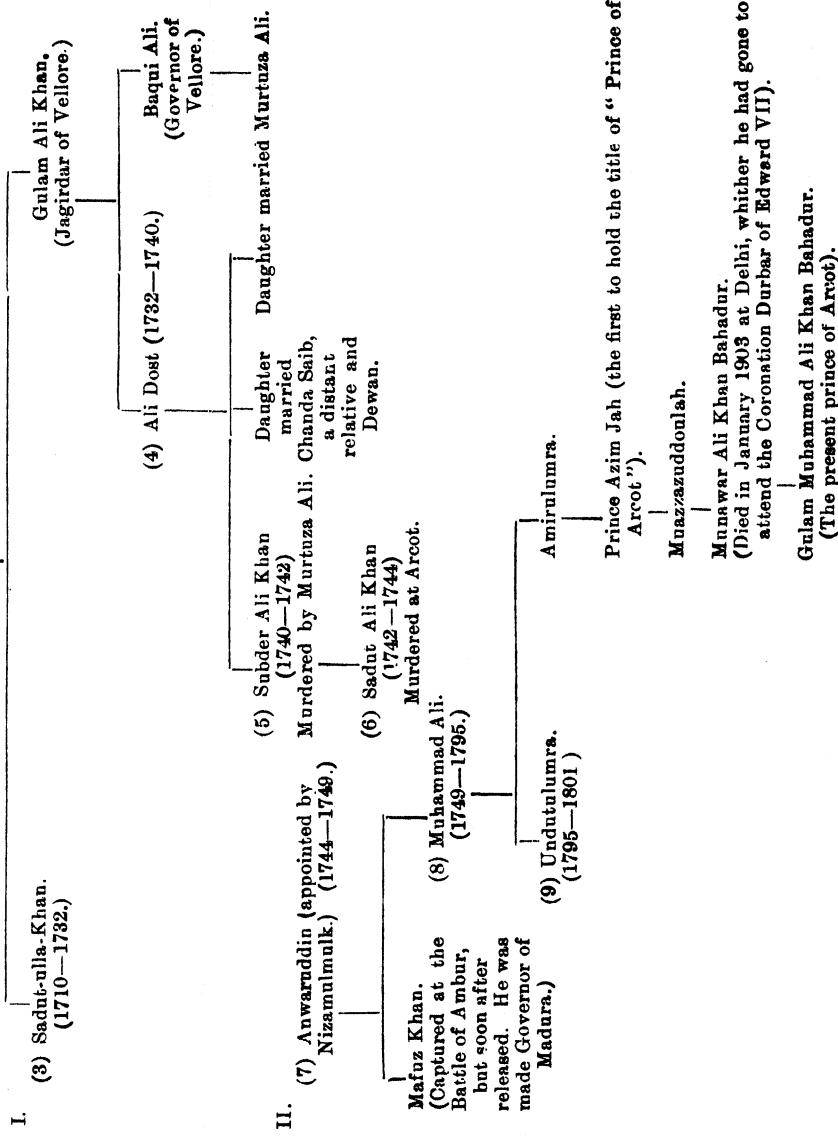 I.
(3) Sadut-ulla-Khan.
(1710—1732.)
Gulam Ali Khan.
(Jagirdar of Vellore.)
(4) Ali Dost (1732—1740.)
Baqui Ali.
(Governor of
Vellore.)
(5) Subder Ali Khan
(1740—1742)
Murdered by Murtuza Ali.
Daughter
married
Chanda Saib,
a distant
relative and
Dewan.
Daughter married Murtuza Ali.
(6) Sadut Ali Khan
(1742—1744)
Murdered at Arcot.
II.
(7) Anwaruddin (appointed by
Nizamulmulk.) (1744—1749.)
Mafuz Khan.
(Captured at the
Battle of Ambur,
but soon after
released. He was
made Governor of
Madura.)
(8) Muhammad Ali.
(1749—1795.)
(9) Undutulumra.
(1795—1801 )
Amirulumra.
Prince Azim Jah (the first to hold the title of “ Prince of
Arcot ”).
Muazzazuddoulah.
Munawar Ali Khan Bahadur.
(Died in January 1903 at Delhi, whither he had gone to
attend the Coronation Durbar of Edward VII).
Gulam Muhammad Ali Khan Bahadur.
(The present prince of Arcot).